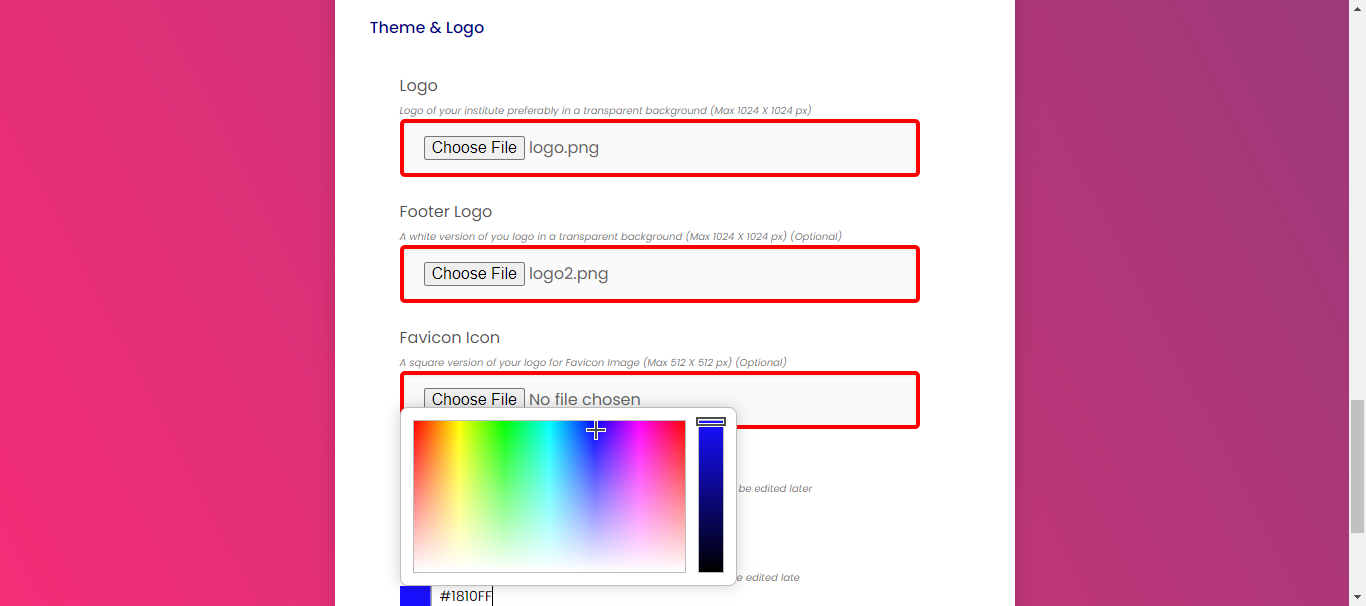 Theme & Logo
Logo
Logo of your institute preferably in a transparent background (Max 1024 X 1024 px)
Choose File logo.png
Footer Logo
A white version of you logo in a transparent background (Max 1024 X 1024 px) (Optional)
Choose File logo2.png
Favicon Icon
A square version of your logo for Favicon Image (Max 512 X 512 px) (Optional)
Choose File No file chosen
be edited later
e edited late
#1810FF